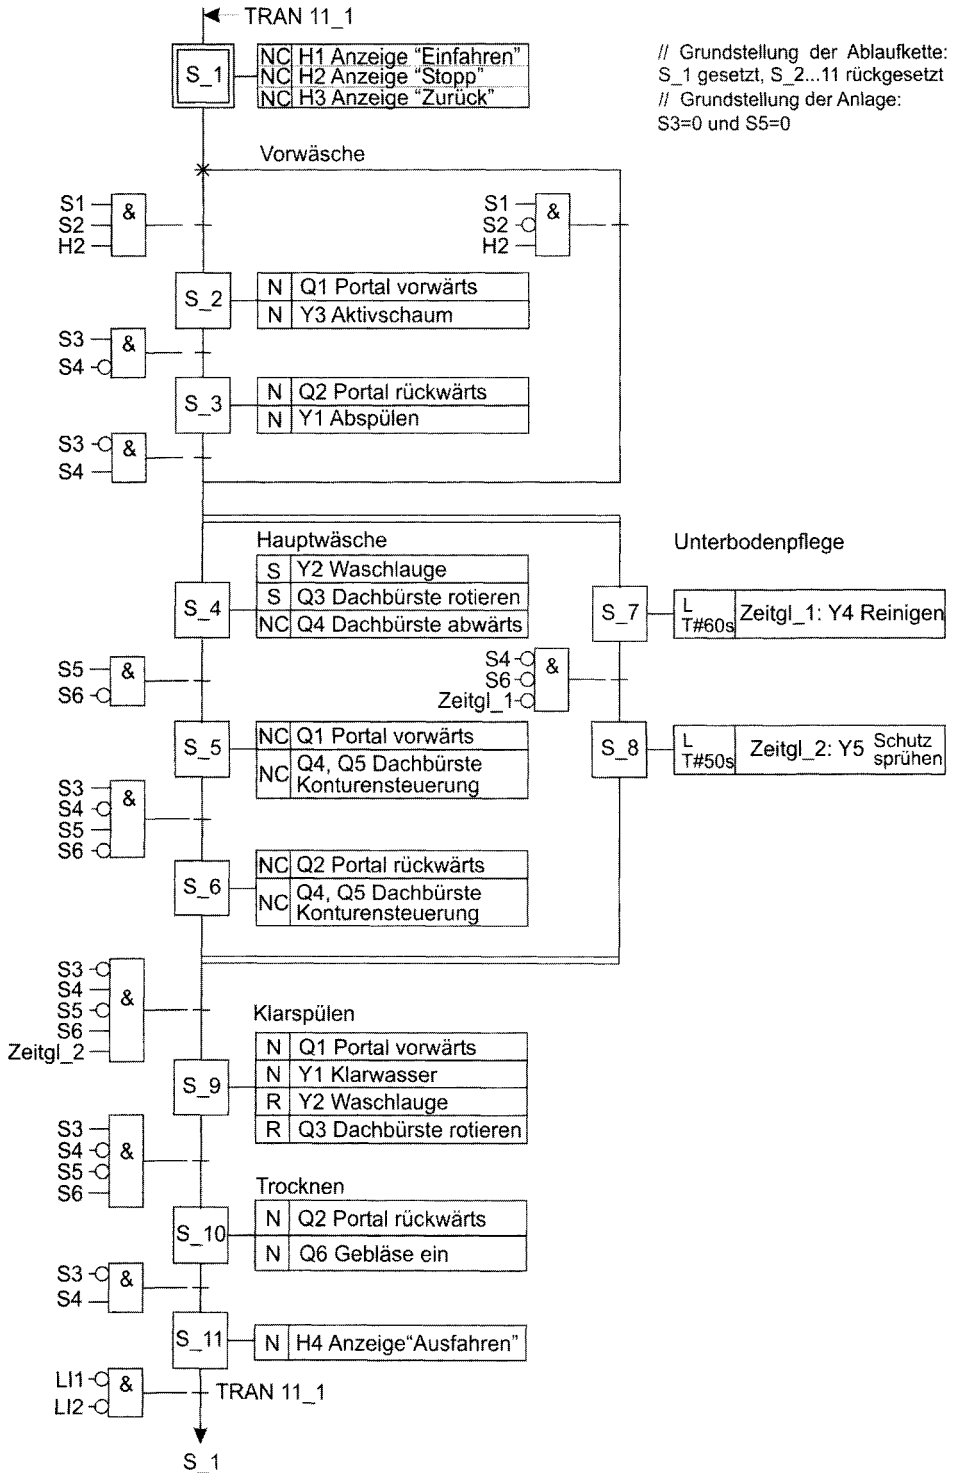 TRAN 11_1
S_1
NC H1 Anzeige “Einfahren”
NC H2 Anzeige “Stopp”
NC H3 Anzeige “Zurück”
// Grundstellung der Ablaufkette:
S_1 gesetzt, S_2...11 rückgesetzt
// Grundstellung der Anlage:
S3=0 und S5=0
Vorwäsche
S1
S2
H2
&
S1
S2
H2
&
S_2
N Q1 Portal vorwärts
N Y3 Aktivschaum
S3
S4
&
S_3
N Q2 Portal rückwärts
N Y1 Abspülen
S3
S4
&
Hauptwäsche
S_4
S Y2 Waschlauge
S Q3 Dachbürste rotieren
NC Q4 Dachbürste abwärts
Unterbodenpflege
S_7
L
T#60s
Zeitgl_1: Y4 Reinigen
S5
S6
&
S4
S6
Zeitgl_1
&
S_5
NC Q1 Portal vorwärts
NC Q4, Q5 Dachbürste
Konturensteuerung
S_8
L
T#50s
Zeitgl_2: Y5 Schutz
sprühen
S3
S4
S5
S6
&
S_6
NC Q2 Portal rückwärts
NC Q4, Q5 Dachbürste
Konturensteuerung
S3
S4
S5
S6
Zeitgl_2
&
Klarspülen
S_9
N Q1 Portal vorwärts
N Y1 Klarwasser
R Y2 Waschlauge
R Q3 Dachbürste rotieren
S3
S4
S5
S6
&
Trocknen
S_10
N Q2 Portal rückwärts
N Q6 Gebläse ein
S3
S4
&
S_11
N H4 Anzeige“Ausfahren”
LI1
LI2
&
TRAN 11_1
S_1